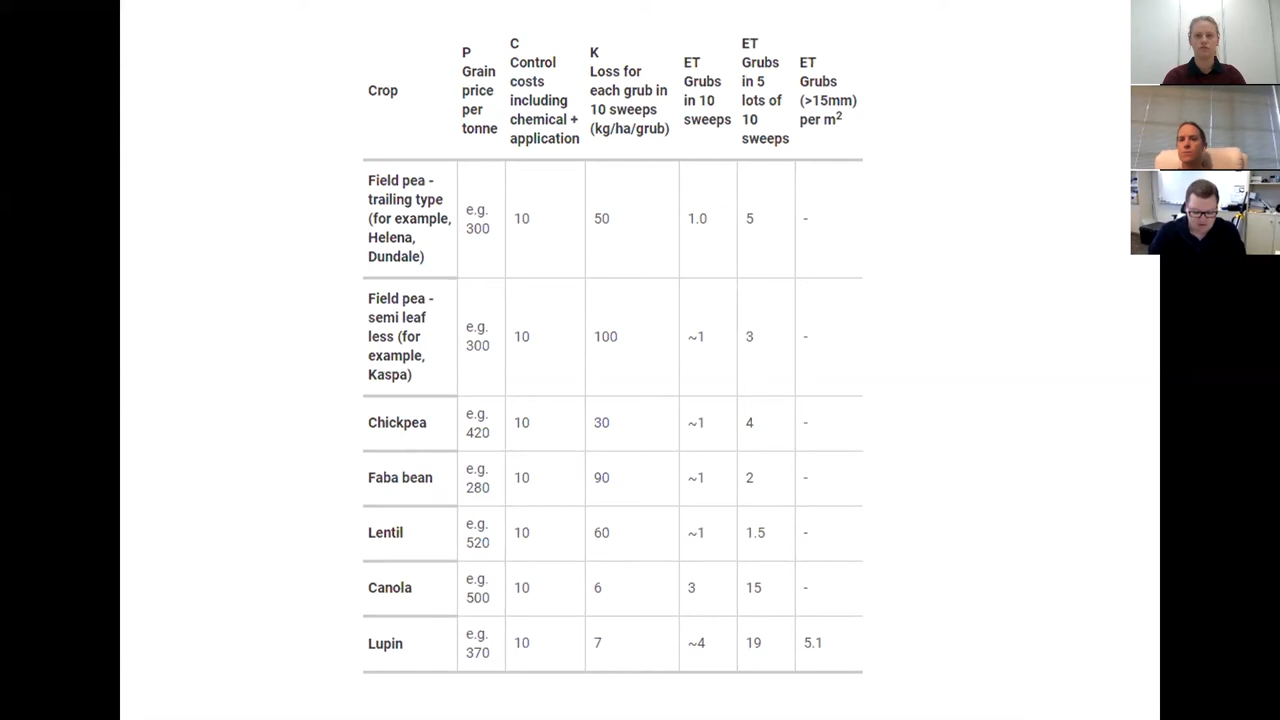 Crop
P
Grain
price
per
tonne
C
Control
costs
including
chemical +
application
K
Loss for
each grub in
10 sweeps
(kg/ha/grub)
ET
Grubs
in 10
sweeps
ET
Grubs
in 5
lots of
10
sweeps
ET
Grubs
(>15mm)
per m²
Field pea -
trailing type
(for example,
Helena,
Dundale)
e.g.
300
10
50
1.0
5
-
Field pea -
semi leaf
less (for
example,
Kaspa)
e.g.
300
10
100
~1
3
-
Chickpea
e.g.
420
10
30
~1
4
-
Faba bean
e.g.
280
10
90
~1
2
-
Lentil
e.g.
520
10
60
~1
1.5
-
Canola
e.g.
500
10
6
3
15
-
Lupin
e.g.
370
10
7
~4
19
5.1